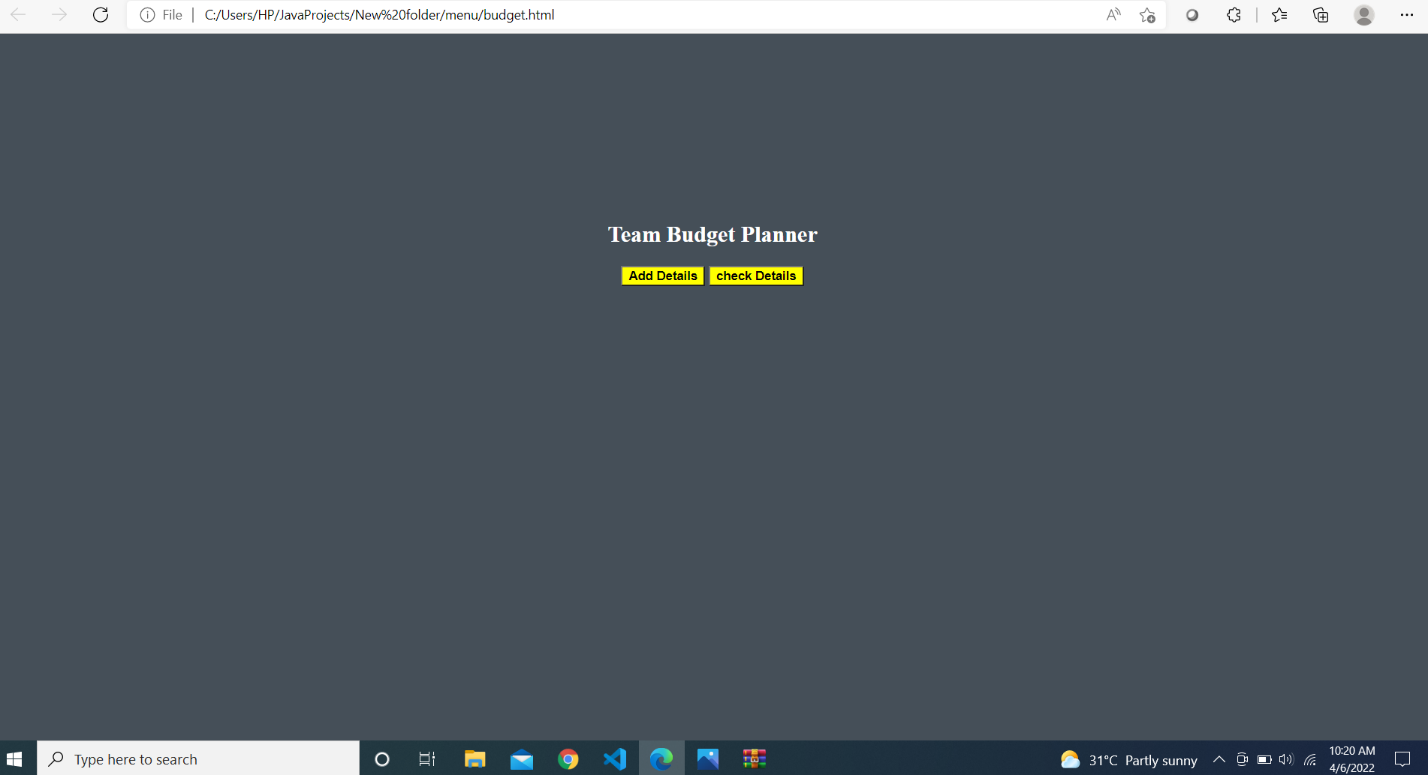 File
C:/Users/HP/JavaProjects/New%20folder/menu/budget.html
Team Budget Planner
Add Details
check Details
Type here to search
31°C Partly sunny
10:20 AM
4/6/2022